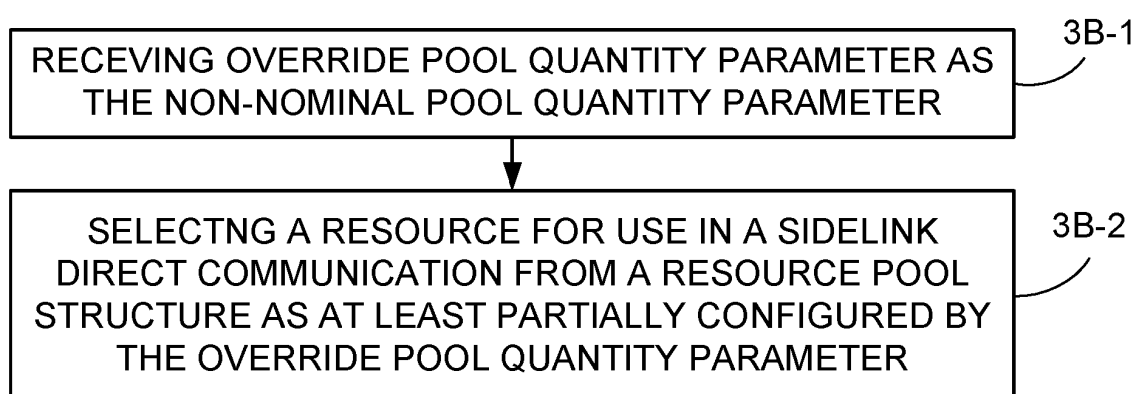 3B-1
RECEVING OVERRIDE POOL QUANTITY PARAMETER AS
THE NON-NOMINAL POOL QUANTITY PARAMETER
3B-2
SELECTNG A RESOURCE FOR USE IN A SIDELINK
DIRECT COMMUNICATION FROM A RESOURCE POOL
STRUCTURE AS AT LEAST PARTIALLY CONFIGURED BY
THE OVERRIDE POOL QUANTITY PARAMETER